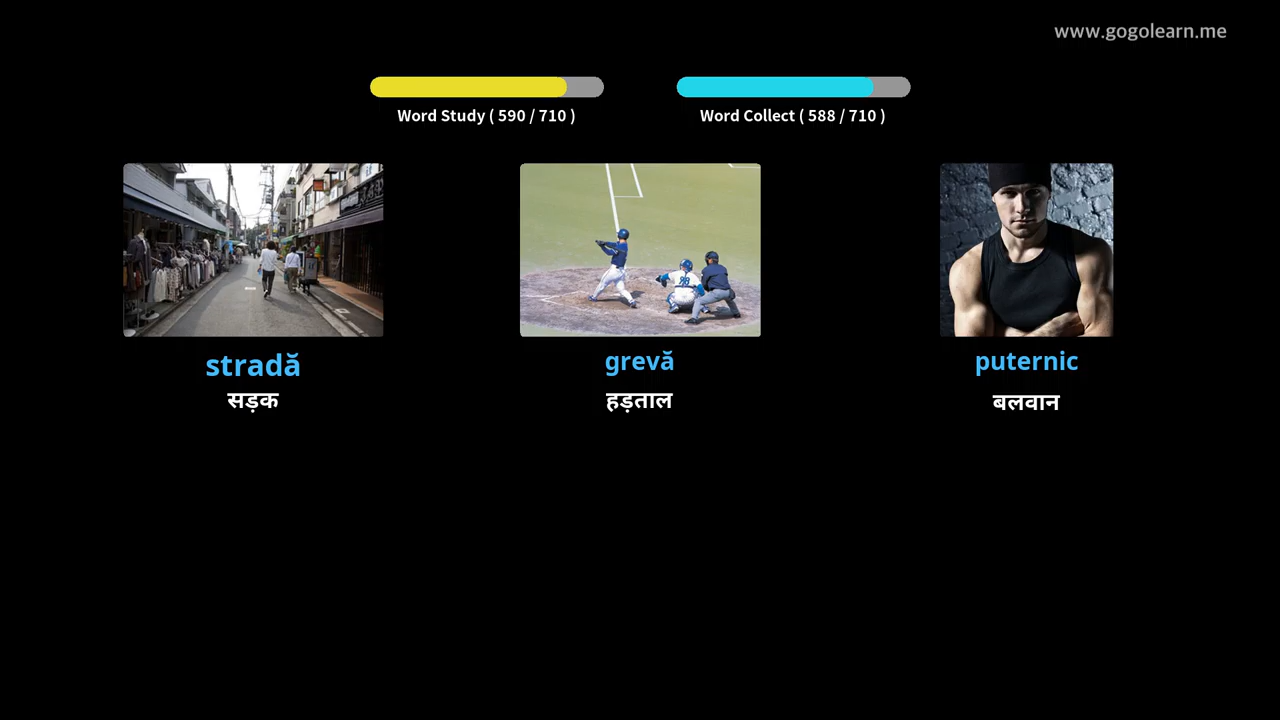 www.gogolearn.me
Word Study ( 590 / 710 )
Word Collect ( 588 / 710 )
stradă
grevă
puternic
सड़क
हड़ताल
बलवान